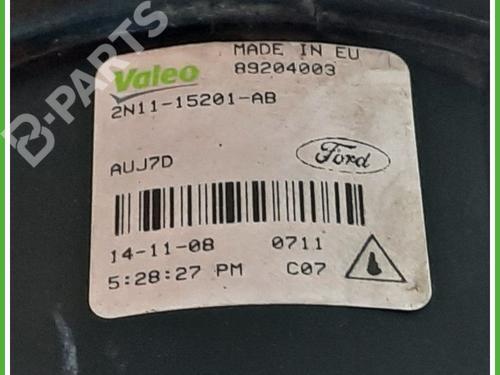 B-PARTS
MADE IN EU
Valeo
89204003
2N11-15201-AB
AUJ7D
Ford
14-11-08 0711
5:28:27 PM C07